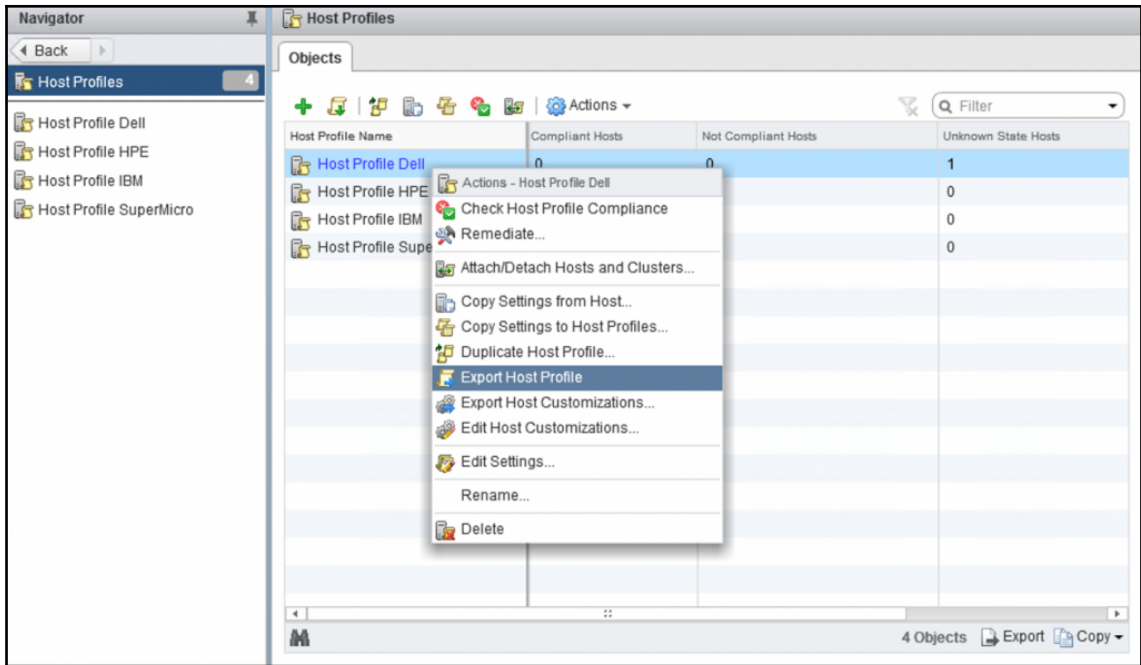 Navigator
Back
Host Profiles 4
Host Profile Dell
Host Profile HPE
Host Profile IBM
Host Profile SuperMicro
Host Profiles
Objects
Actions Filter
Host Profile Name Compliant Hosts Not Compliant Hosts Unknown State Hosts
Host Profile Dell 0 0 1
Host Profile HPE 0
Host Profile IBM 0
Host Profile Supe 0
Actions - Host Profile Dell
Check Host Profile Compliance
Remediate...
Attach/Detach Hosts and Clusters...
Copy Settings from Host...
Copy Settings to Host Profiles...
Duplicate Host Profile...
Export Host Profile
Export Host Customizations...
Edit Host Customizations...
Edit Settings...
Rename...
Delete
4 Objects Export Copy